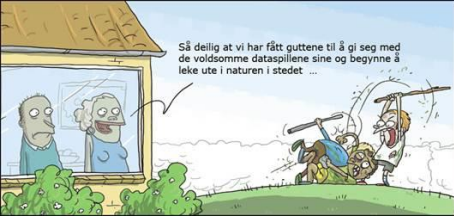 Så deilig at vi har fått guttene til å gi seg med
de voldsomme dataspillene sine og begynne å
leke ute i naturen i stedet ...